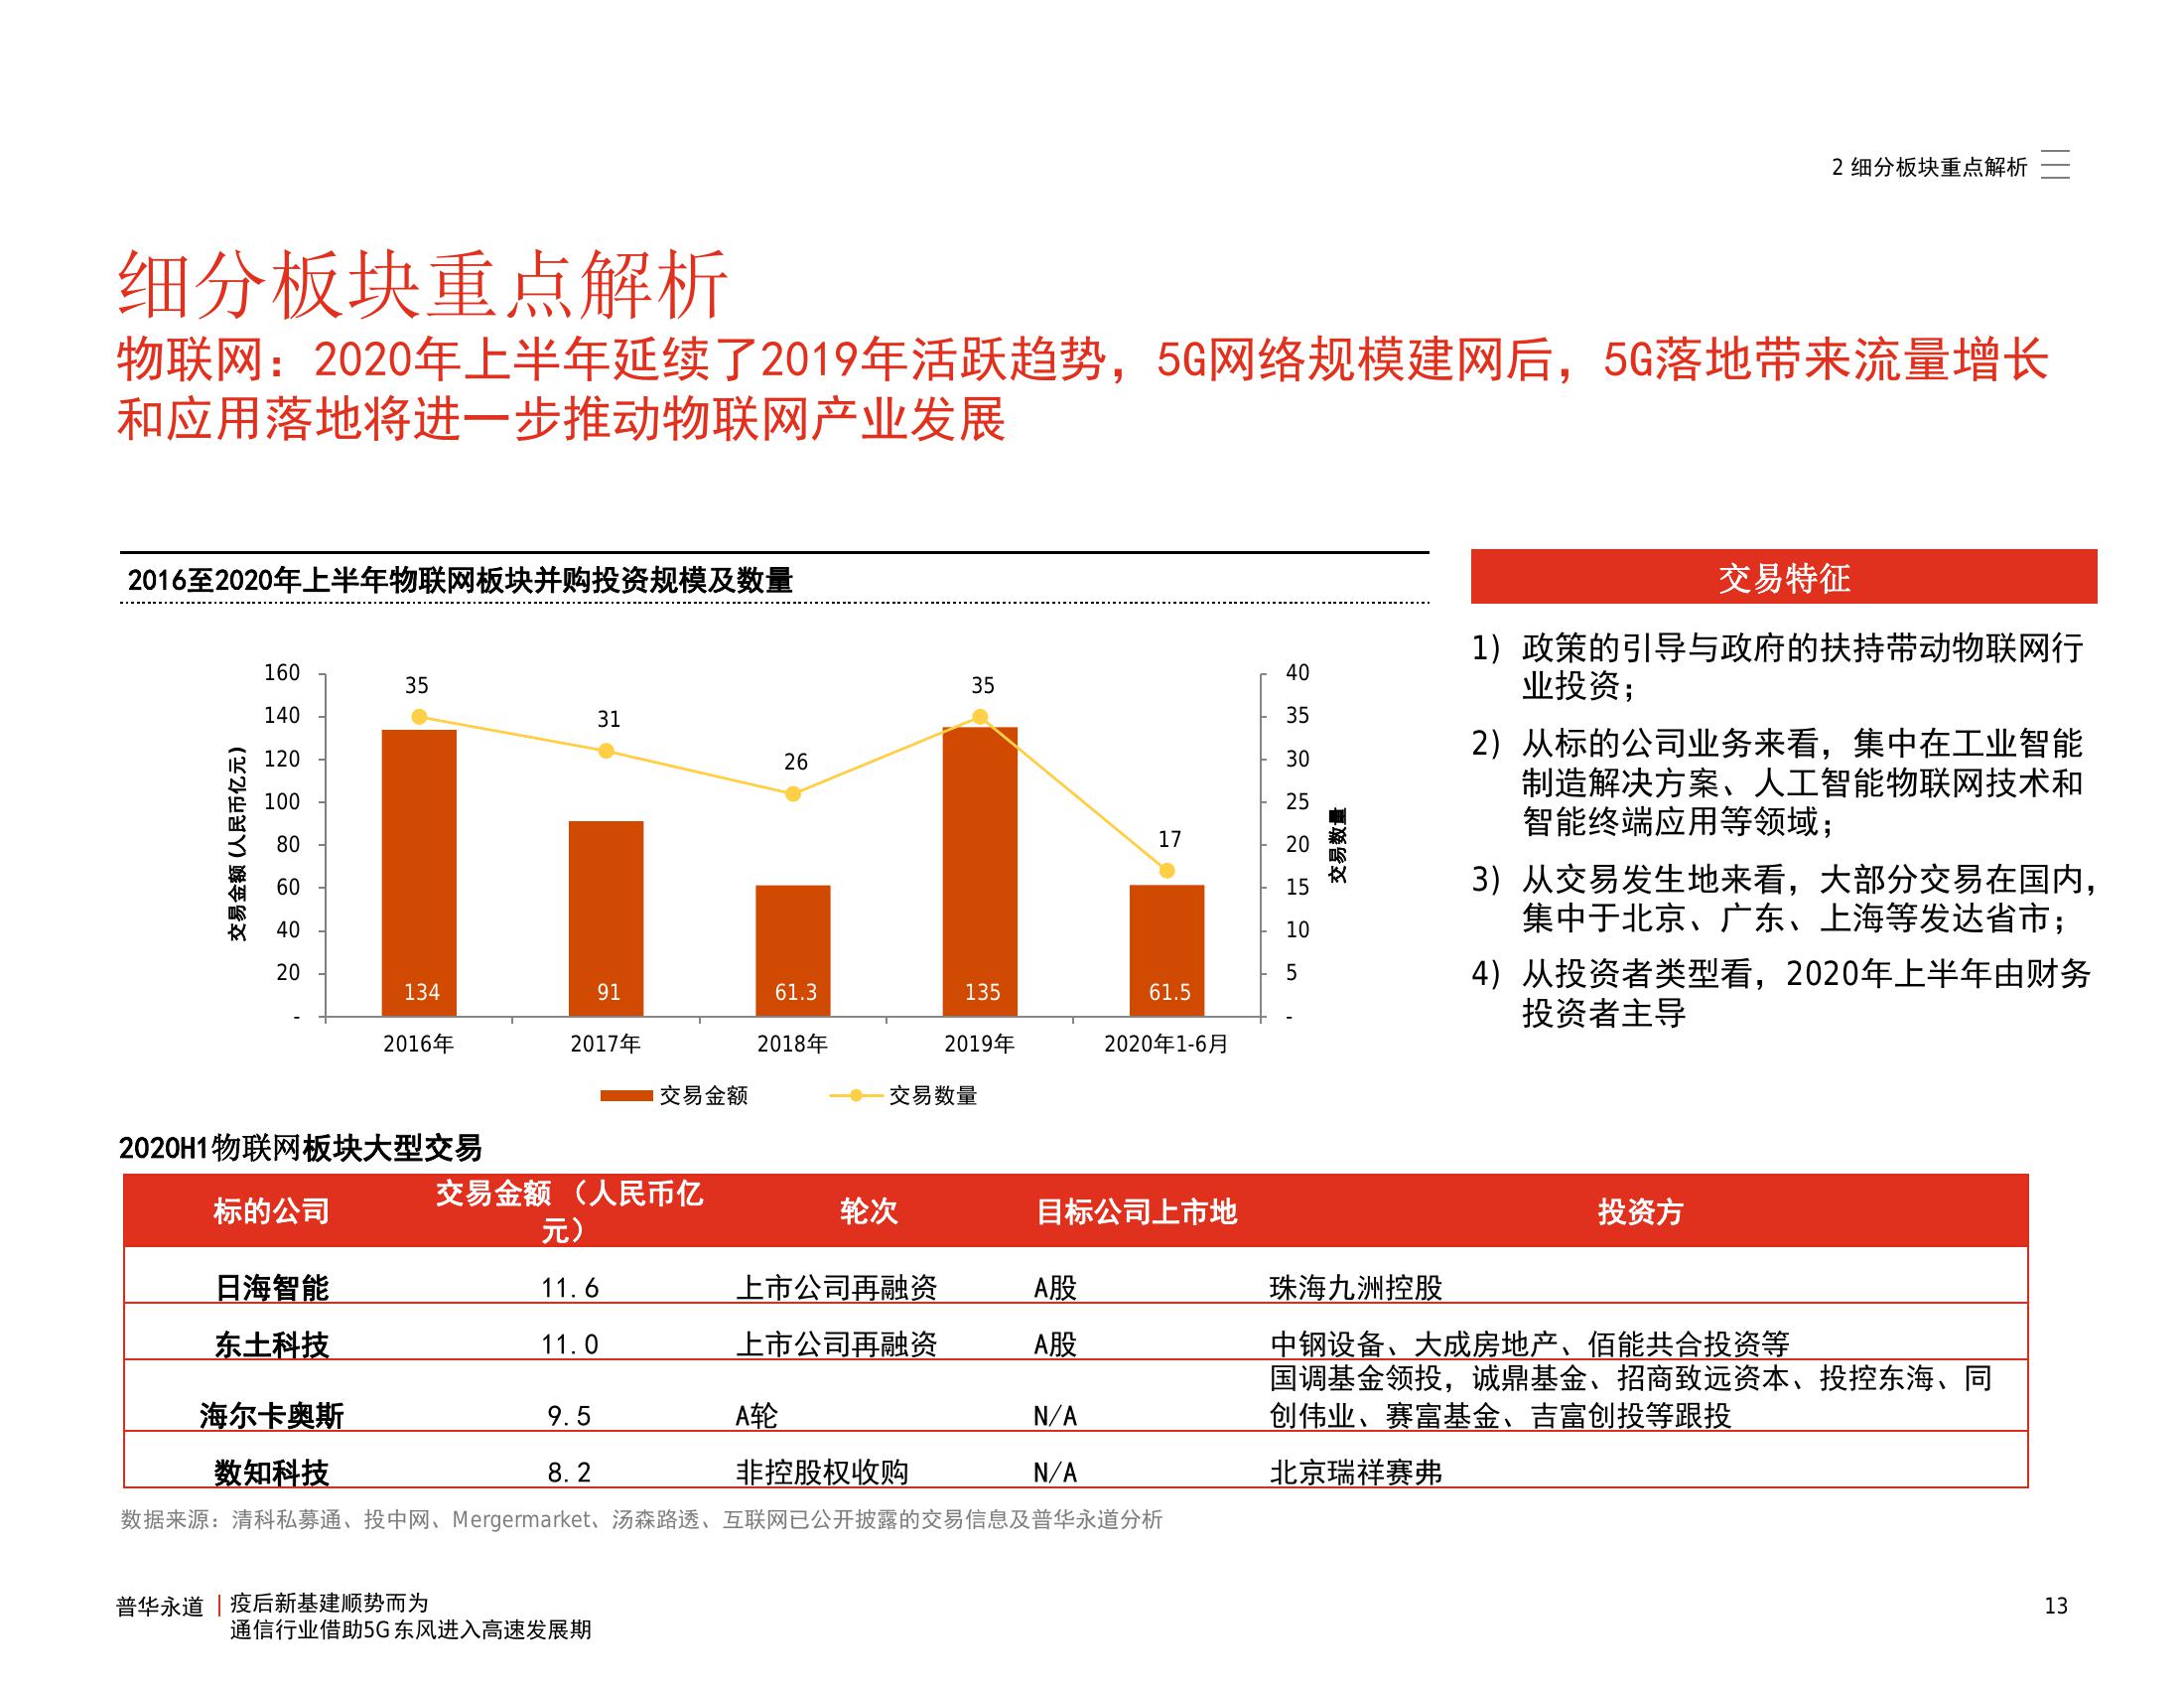 2 细分板块重点解析
细分板块重点解析
物联网：2020年上半年延续了2019年活跃趋势，5G网络规模建网后，5G落地带来流量增长
和应用落地将进一步推动物联网产业发展
2016至2020年上半年物联网板块并购投资规模及数量
交易金额（人民币亿元）
160
140
120
100
80
60
40
20
-
35
31
26
35
17
134
91
61.3
135
61.5
40
35
30
25
20
15
10
5
-
交易数量
2016年
2017年
2018年
2019年
2020年1-6月
交易金额
交易数量
交易特征
1) 政策的引导与政府的扶持带动物联网行
业投资；
2) 从标的公司业务来看，集中在工业智能
制造解决方案、人工智能物联网技术和
智能终端应用等领域；
3) 从交易发生地来看，大部分交易在国内，
集中于北京、广东、上海等发达省市；
4) 从投资者类型看，2020年上半年由财务
投资者主导
2020H1物联网板块大型交易
标的公司 交易金额 （人民币亿 轮次 目标公司上市地 投资方
元）
日海智能 11.6 上市公司再融资 A股 珠海九洲控股
东土科技 11.0 上市公司再融资 A股 中钢设备、大成房地产、佰能共合投资等
国调基金领投，诚鼎基金、招商致远资本、投控东海、同
海尔卡奥斯 9.5 A轮 N/A 创伟业、赛富基金、吉富创投等跟投
数知科技 8.2 非控股权收购 N/A 北京瑞祥赛弗
数据来源：清科私募通、投中网、Mergermarket、汤森路透、互联网已公开披露的交易信息及普华永道分析
普华永道
疫后新基建顺势而为
通信行业借助5G东风进入高速发展期
13